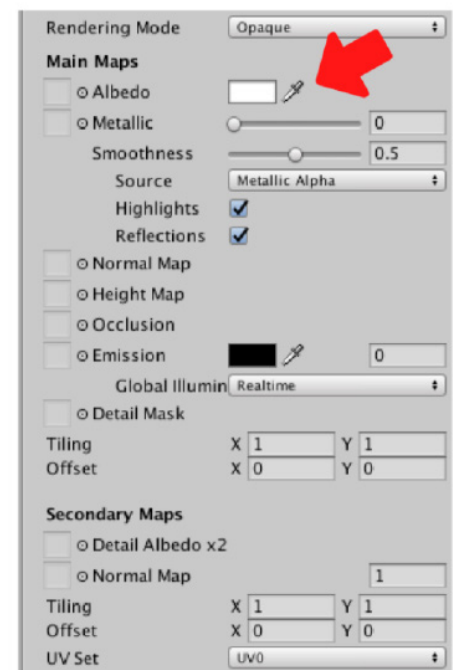 Rendering Mode Opaque
Main Maps
Albedo
Metallic 0
Smoothness 0.5
Source Metallic Alpha
Highlights
Reflections
Normal Map
Height Map
Occlusion
Emission 0
Global Illumin Realtime
Detail Mask
Tiling X 1 Y 1
Offset X 0 Y 0
Secondary Maps
Detail Albedo x2
Normal Map 1
Tiling X 1 Y 1
Offset X 0 Y 0
UV Set UV0